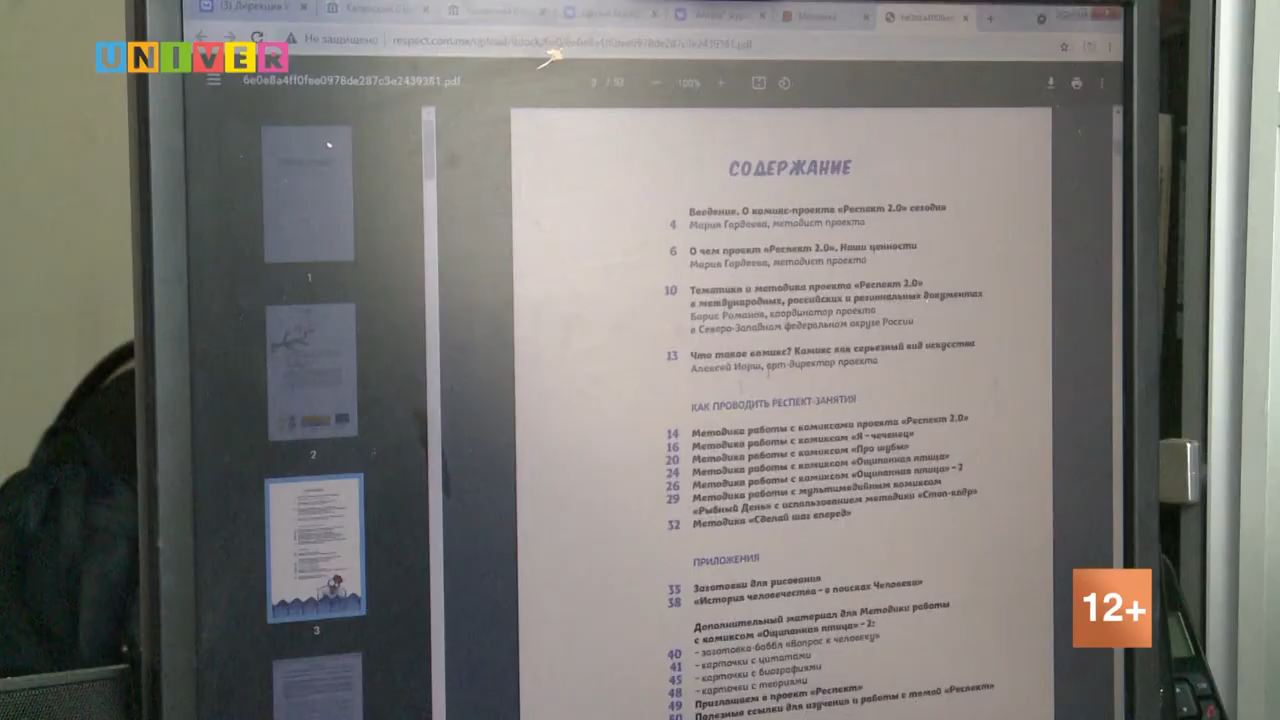 UNIVER
Не защищено
6e0e8a4ff0fee0978de287c3e2439381.pdf
3 / 52
100%
1
2
3
СОДЕРЖАНИЕ
Введение. О комикс-проекте «Респект 2.0» сегодня
4 Мария Гордеева, методист проекта
6 О чем проект «Респект 2.0». Наши ценности
Мария Гордеева, методист проекта
10 Тематика и методика проекта «Респект 2.0»
в международных, российских и региональных документах
Борис Романов, координатор проекта
в Северо-Западном федеральном округе России
13 Что такое комикс? Комикс как серьезный вид искусства
Алексей Иорш, арт-директор проекта
КАК ПРОВОДИТЬ РЕСПЕКТ-ЗАНЯТИЯ
14 Методика работы с комиксами проекта «Респект 2.0»
16 Методика работы с комиксом «Я - чеченец»
20 Методика работы с комиксом «Про шубы»
24 Методика работы с комиксом «Ощипанная птица»
26 Методика работы с комиксом «Ощипанная птица» - 2
29 Методика работы с мультимедийным комиксом
«Рыбный День» с использованием методики «Стоп-кадр»
32 Методика «Сделай шаг вперед»
ПРИЛОЖЕНИЯ
35 Заготовки для рисования
38 «История человечества - в поисках Человека»
Дополнительный материал для Методики работы
с комиксом «Ощипанная птица» - 2:
40 - заготовка-баббл «Вопрос к человеку»
41 - карточки с цитатами
45 - карточки с биографиями
48 - карточки с теориями
49 Приглашаем в проект «Респект»
50 Полезные ссылки для изучения и работы с темой «Респект»
12+